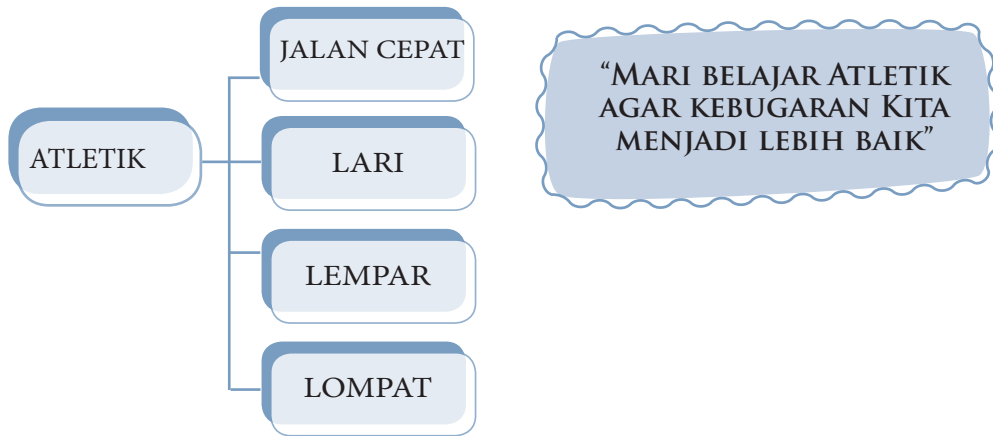 ATLETIK
JALAN CEPAT
LARI
LEMPAR
LOMPAT
“Mari belajar Atletik
agar kebugaran Kita
menjadi lebih baik”